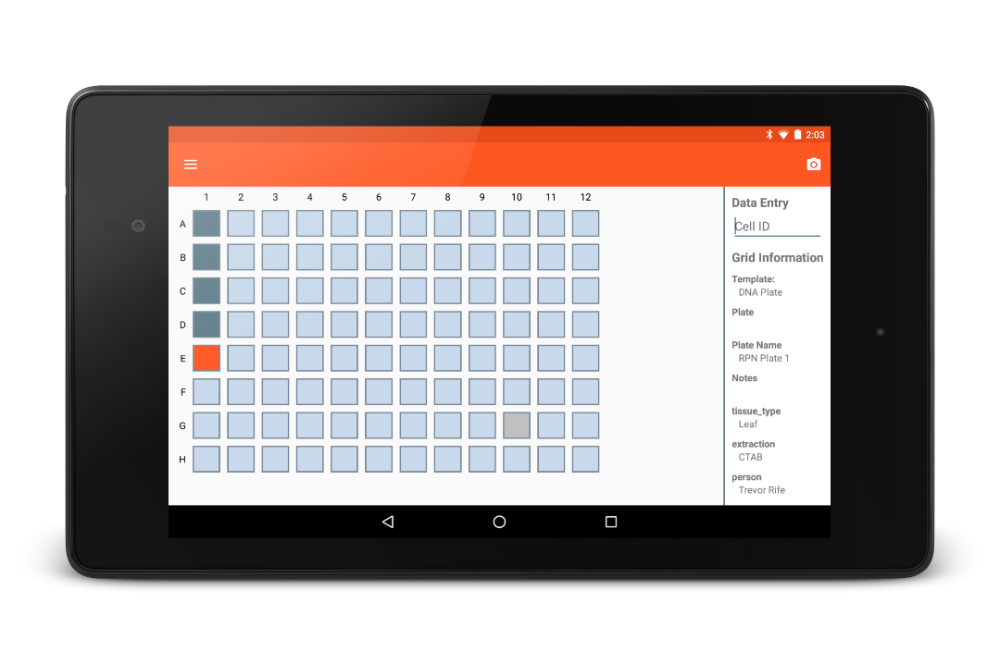 2:03
1 2 3 4 5 6 7 8 9 10 11 12
A
B
C
D
E
F
G
H
Data Entry
Cell ID
Grid Information
Template:
DNA Plate
Plate
Plate Name
RPN Plate 1
Notes
tissue_type
Leaf
extraction
CTAB
person
Trevor Rife